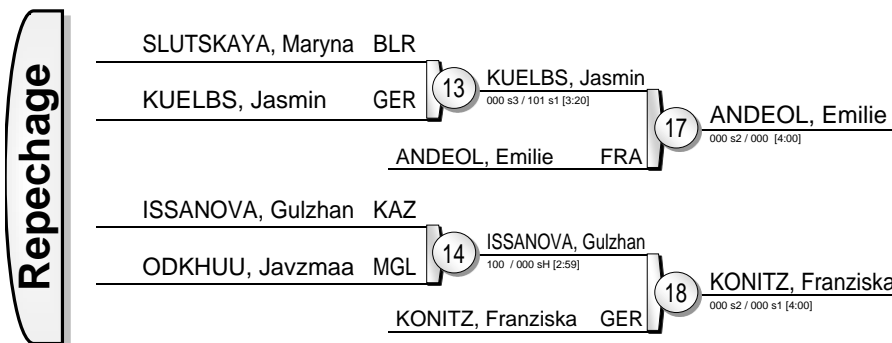 Repechage
SLUTSKAYA, Maryna BLR
KUELBS, Jasmin GER
13
KUELBS, Jasmin
000 s3 / 101 s1 [3:20]
ANDEOL, Emilie FRA
17
ANDEOL, Emilie
000 s2 / 000 [4:00]
ISSANOVA, Gulzhan KAZ
ODKHUU, Javzmaa MGL
14
ISSANOVA, Gulzhan
100 / 000 sH [2:59]
KONITZ, Franziska GER
18
KONITZ, Franziska
000 s2 / 000 s1 [4:00]